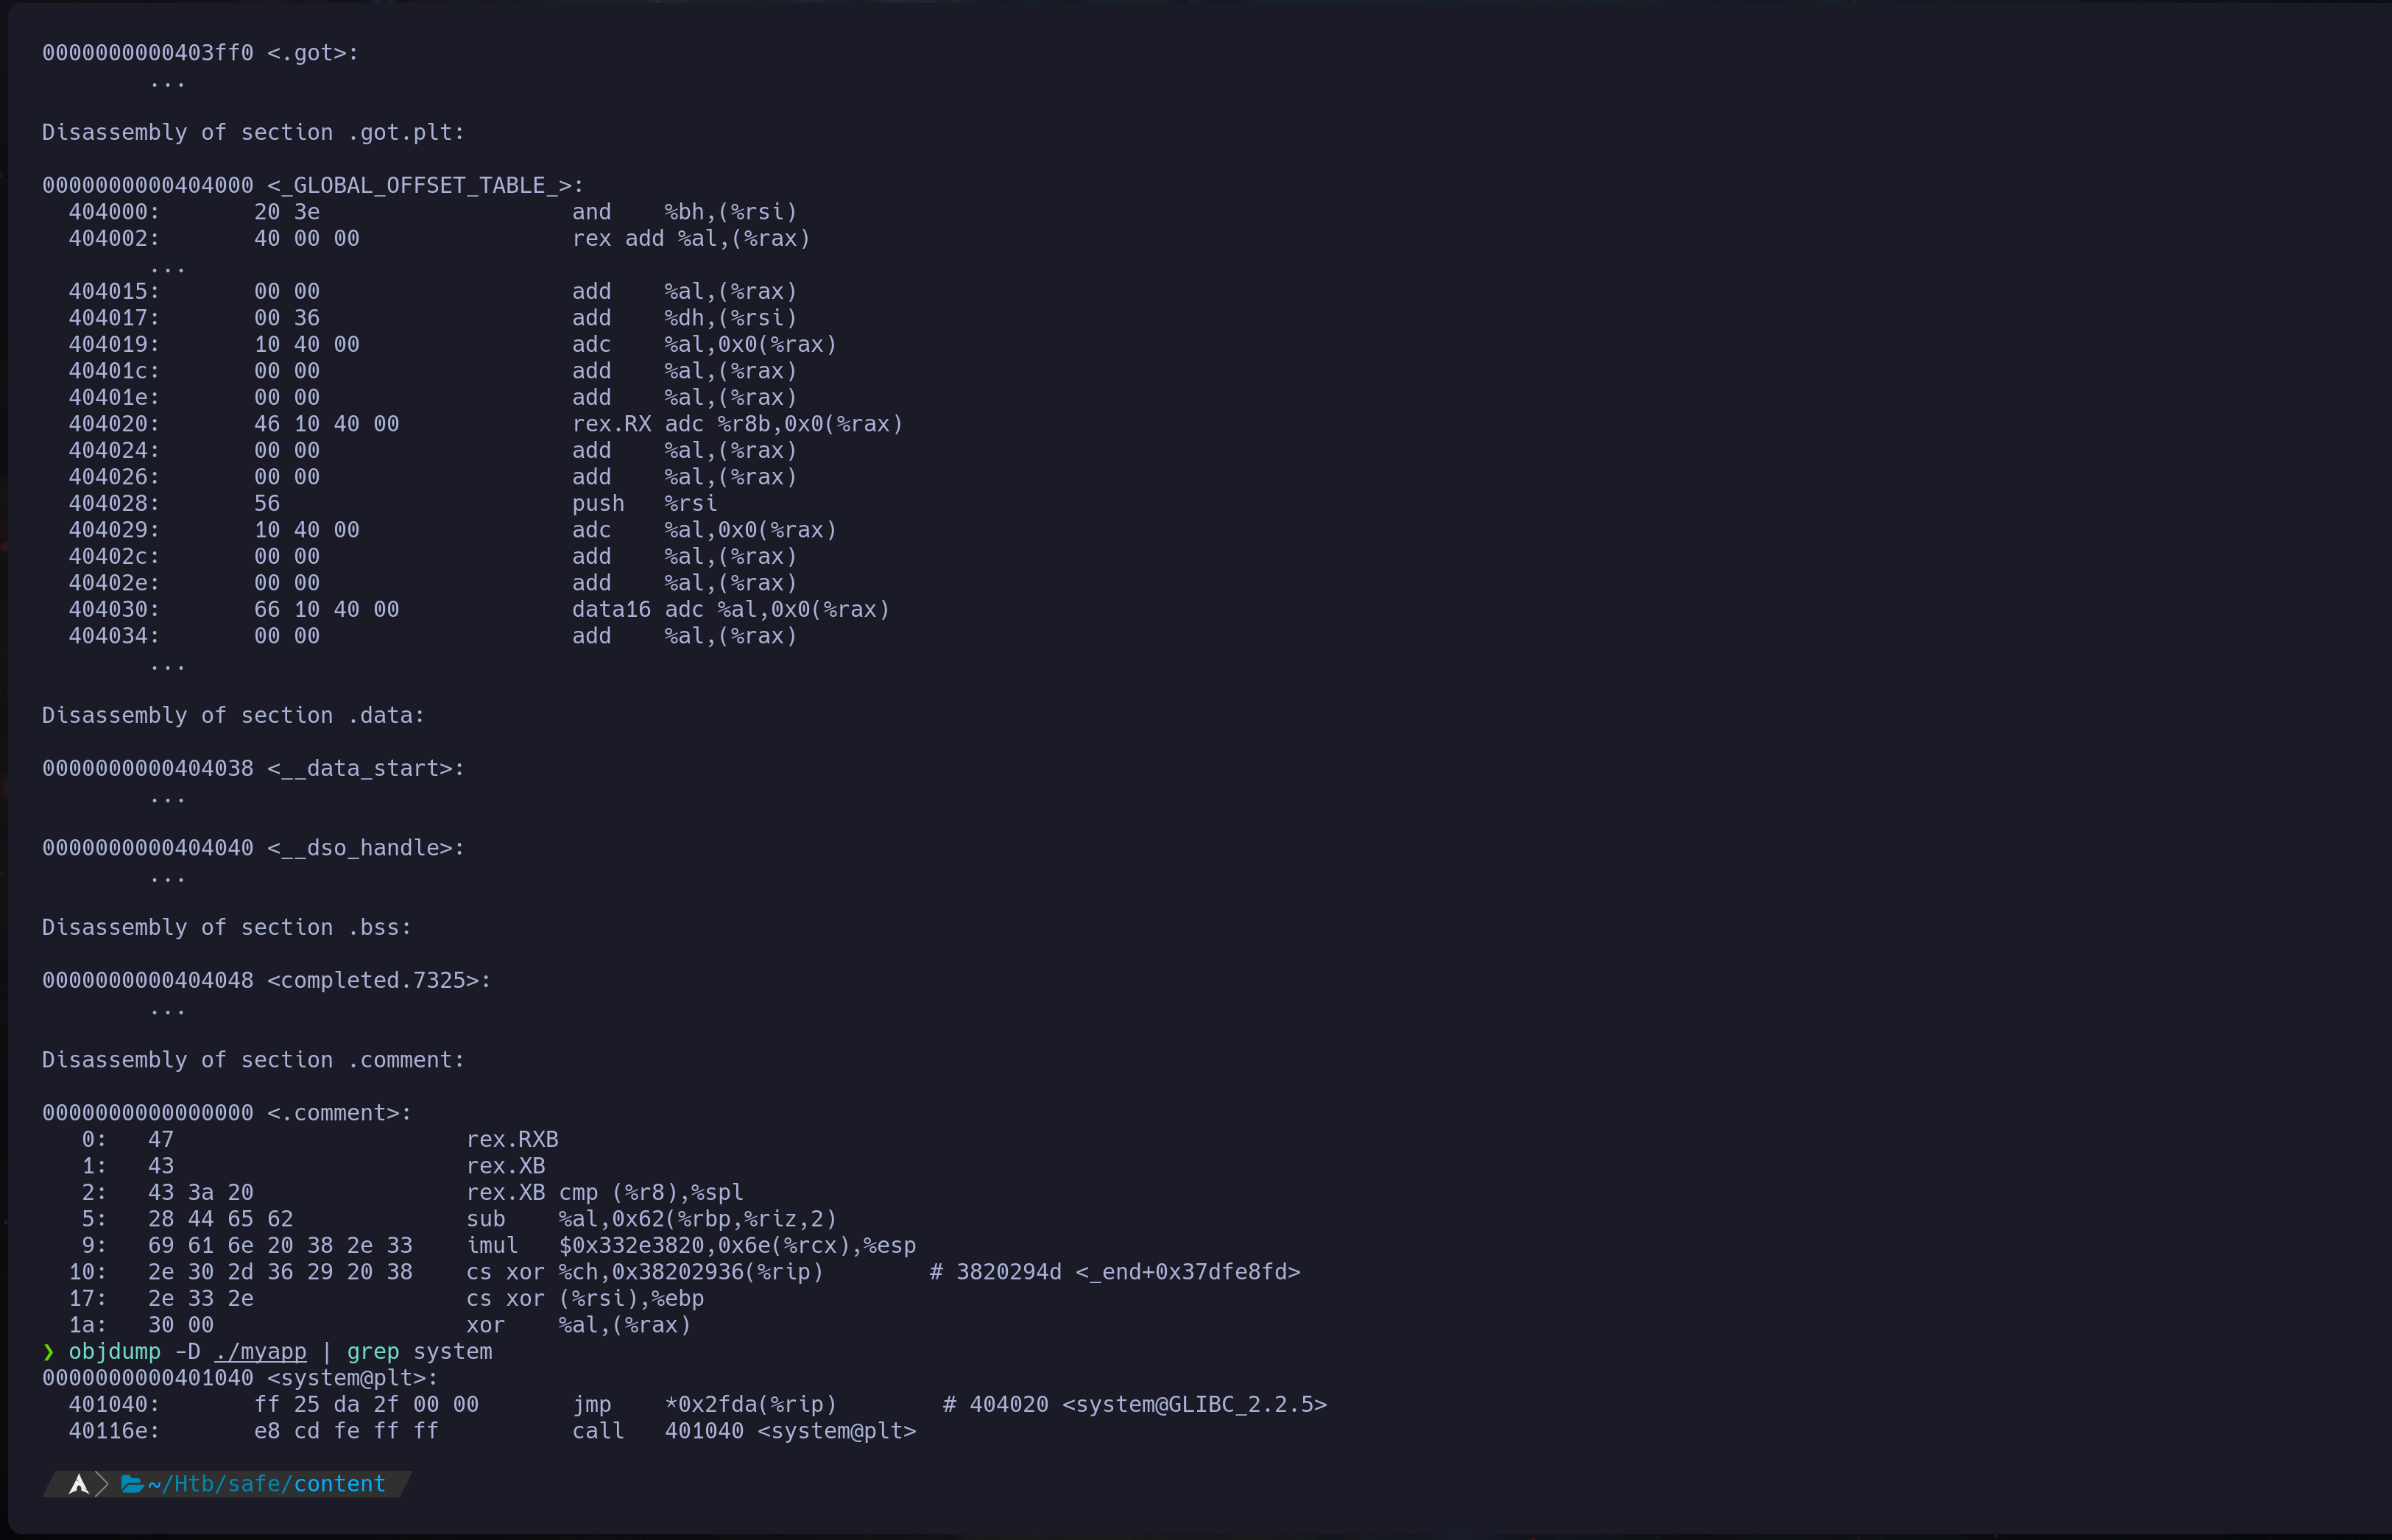 0000000000403ff0 <.got>:
        ...

Disassembly of section .got.plt:

0000000000404000 <_GLOBAL_OFFSET_TABLE_>:
  404000:       20 3e                   and    %bh,(%rsi)
  404002:       40 00 00                rex add %al,(%rax)
        ...
  404015:       00 00                   add    %al,(%rax)
  404017:       00 36                   add    %dh,(%rsi)
  404019:       10 40 00                adc    %al,0x0(%rax)
  40401c:       00 00                   add    %al,(%rax)
  40401e:       00 00                   add    %al,(%rax)
  404020:       46 10 40 00             rex.RX adc %r8b,0x0(%rax)
  404024:       00 00                   add    %al,(%rax)
  404026:       00 00                   add    %al,(%rax)
  404028:       56                      push   %rsi
  404029:       10 40 00                adc    %al,0x0(%rax)
  40402c:       00 00                   add    %al,(%rax)
  40402e:       00 00                   add    %al,(%rax)
  404030:       66 10 40 00             data16 adc %al,0x0(%rax)
  404034:       00 00                   add    %al,(%rax)
        ...

Disassembly of section .data:

0000000000404038 <__data_start>:
        ...

0000000000404040 <__dso_handle>:
        ...

Disassembly of section .bss:

0000000000404048 <completed.7325>:
        ...

Disassembly of section .comment:

0000000000000000 <.comment>:
   0:   47                      rex.RXB
   1:   43                      rex.XB
   2:   43 3a 20                rex.XB cmp (%r8),%spl
   5:   28 44 65 62             sub    %al,0x62(%rbp,%riz,2)
   9:   69 61 6e 20 38 2e 33    imul   $0x332e3820,0x6e(%rcx),%esp
  10:   2e 30 2d 36 29 20 38    cs xor %ch,0x38202936(%rip)        # 3820294d <_end+0x37dfe8fd>
  17:   2e 33 2e                cs xor (%rsi),%ebp
  1a:   30 00                   xor    %al,(%rax)
❯ objdump -D ./myapp | grep system
0000000000401040 <system@plt>:
  401040:       ff 25 da 2f 00 00       jmp    *0x2fda(%rip)        # 404020 <system@GLIBC_2.2.5>
  40116e:       e8 cd fe ff ff          call   401040 <system@plt>

~/Htb/safe/content